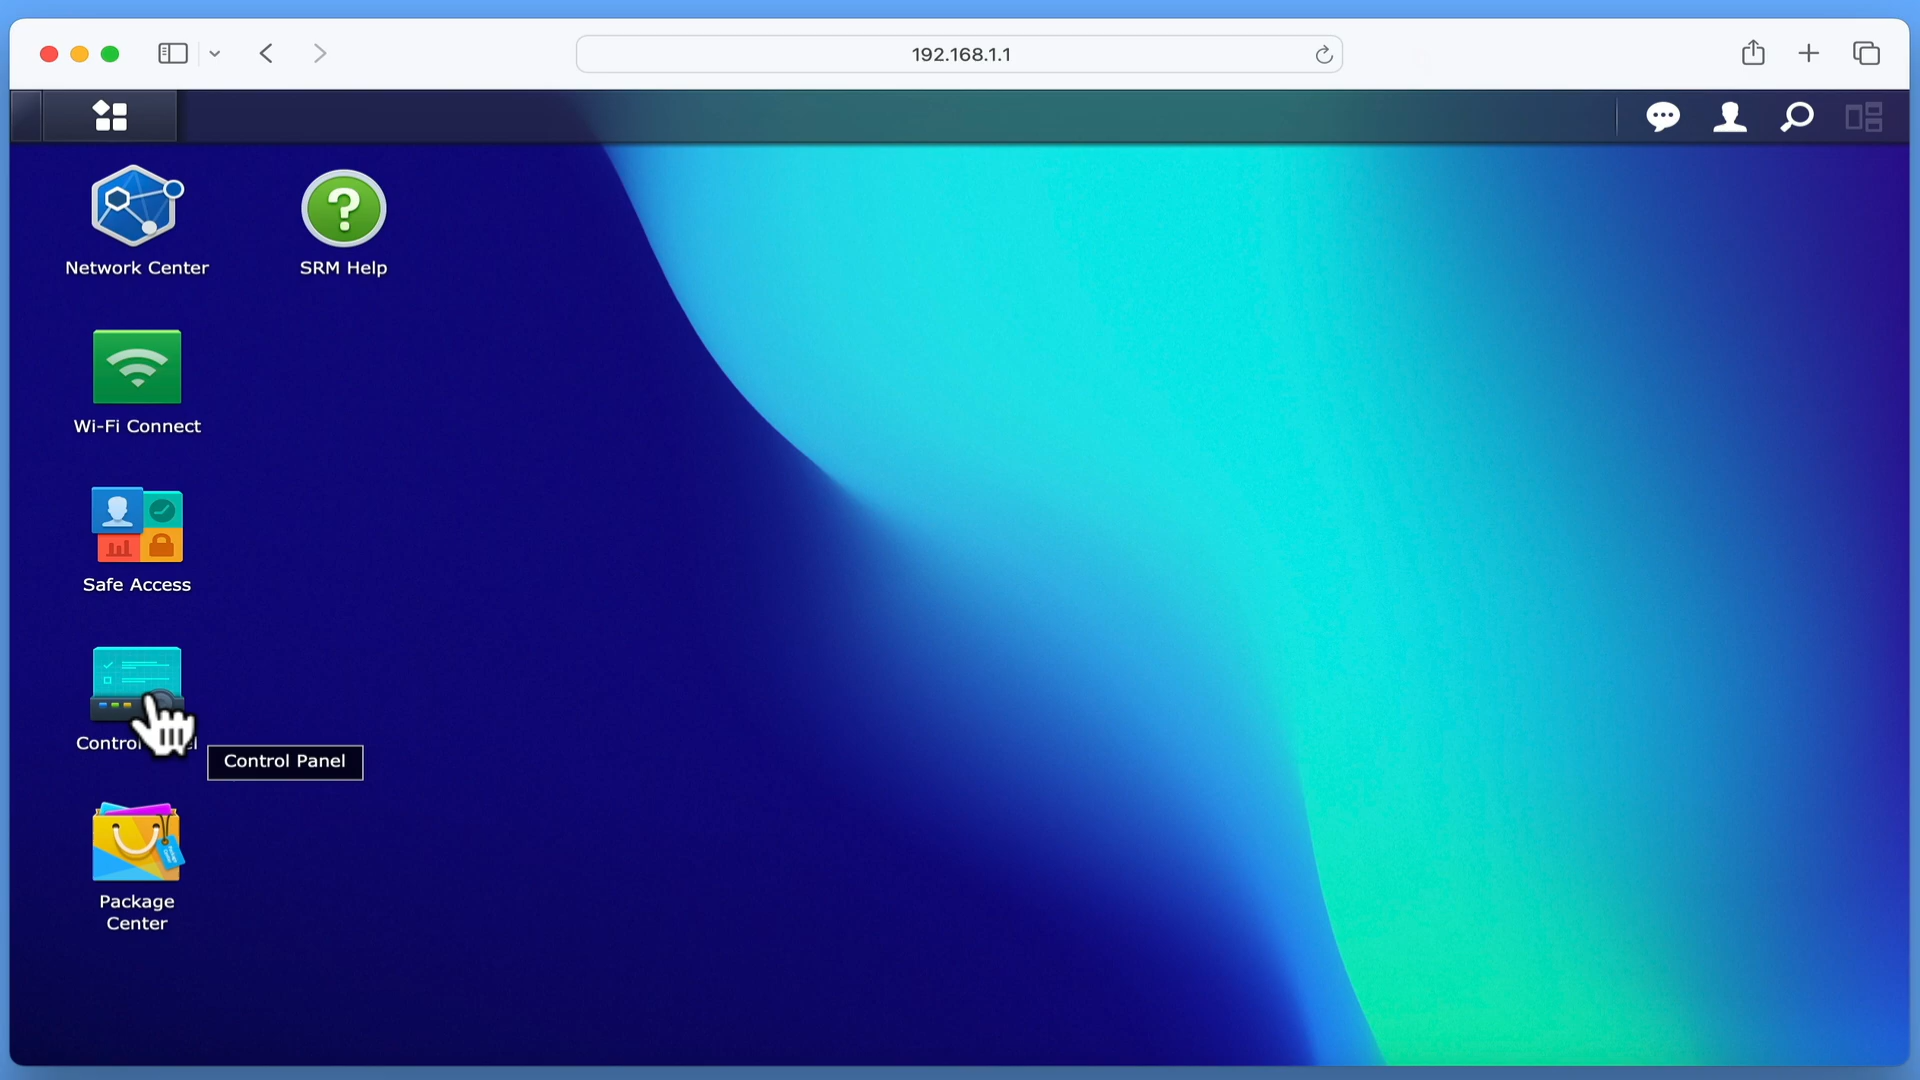 192.168.1.1
Network Center
SRM Help
Wi-Fi Connect
Safe Access
Control Panel
Package
Center